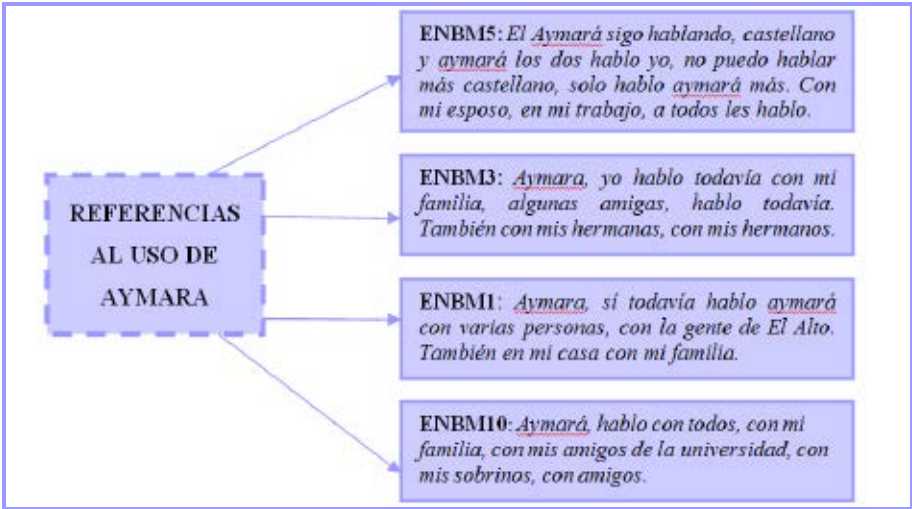 REFERENCIAS
AL USO DE
AYMARA
ENBM5: El Aymará sigo hablando, castellano
y aymará los dos hablo yo, no puedo hablar
más castellano, solo hablo aymará más. Con
mi esposo, en mi trabajo, a todos les hablo.
ENBM3: Aymara, yo hablo todavía con mi
familia, algunas amigas, hablo todavía.
También con mis hermanas, con mis hermanos.
ENBM1: Aymara, sí todavía hablo aymará
con varias personas, con la gente de El Alto.
También en mi casa con mi familia.
ENBM10: Aymará, hablo con todos, con mi
familia, con mis amigos de la universidad, con
mis sobrinos, con amigos.